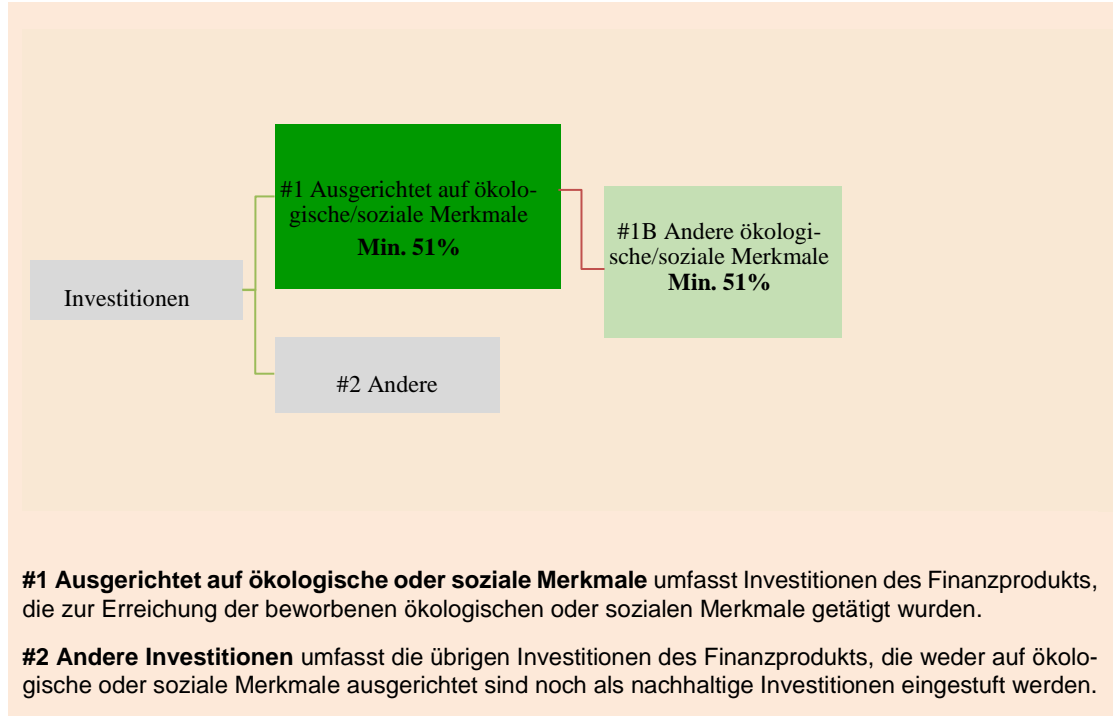 #1 Ausgerichtet auf ökolo-
gische/soziale Merkmale
Min. 51%
#1B Andere ökologi-
sche/soziale Merkmale
Min. 51%
Investitionen
#2 Andere
#1 Ausgerichtet auf ökologische oder soziale Merkmale umfasst Investitionen des Finanzprodukts,
die zur Erreichung der beworbenen ökologischen oder sozialen Merkmale getätigt wurden.
#2 Andere Investitionen umfasst die übrigen Investitionen des Finanzprodukts, die weder auf ökolo-
gische oder soziale Merkmale ausgerichtet sind noch als nachhaltige Investitionen eingestuft werden.